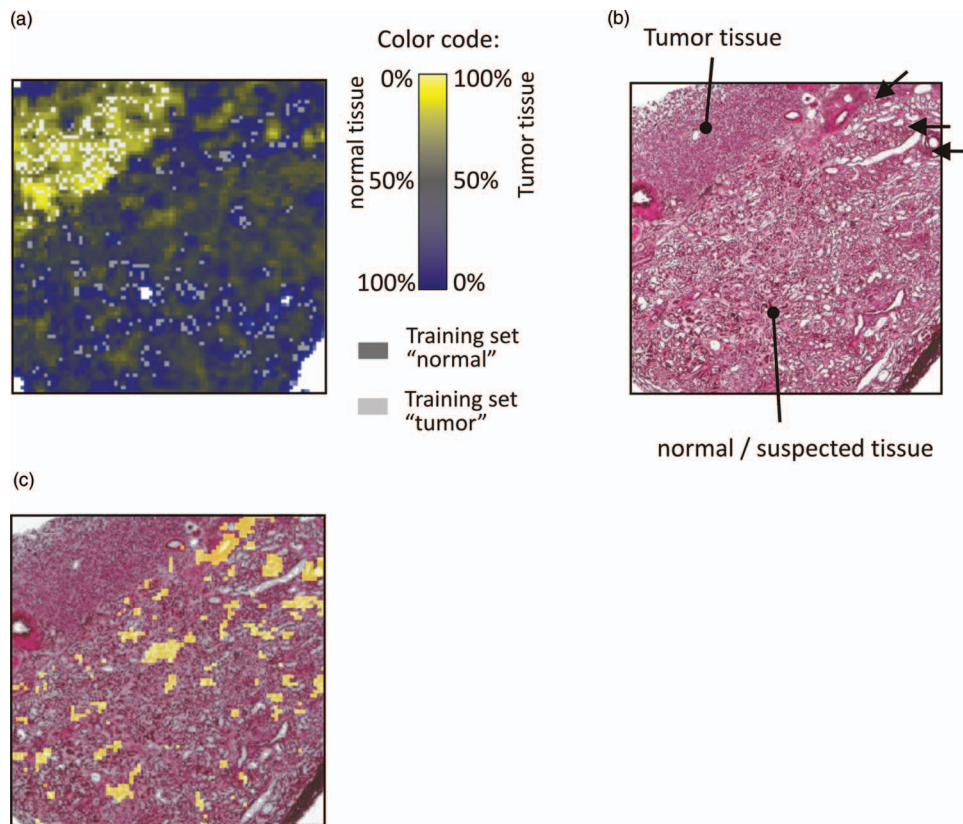 (a)
Color code:
normal tissue
0%
50%
100%
100%
50%
0%
Tumor tissue
Training set
“normal”
Training set
“tumor”
(b)
Tumor tissue
normal / suspected tissue
(c)